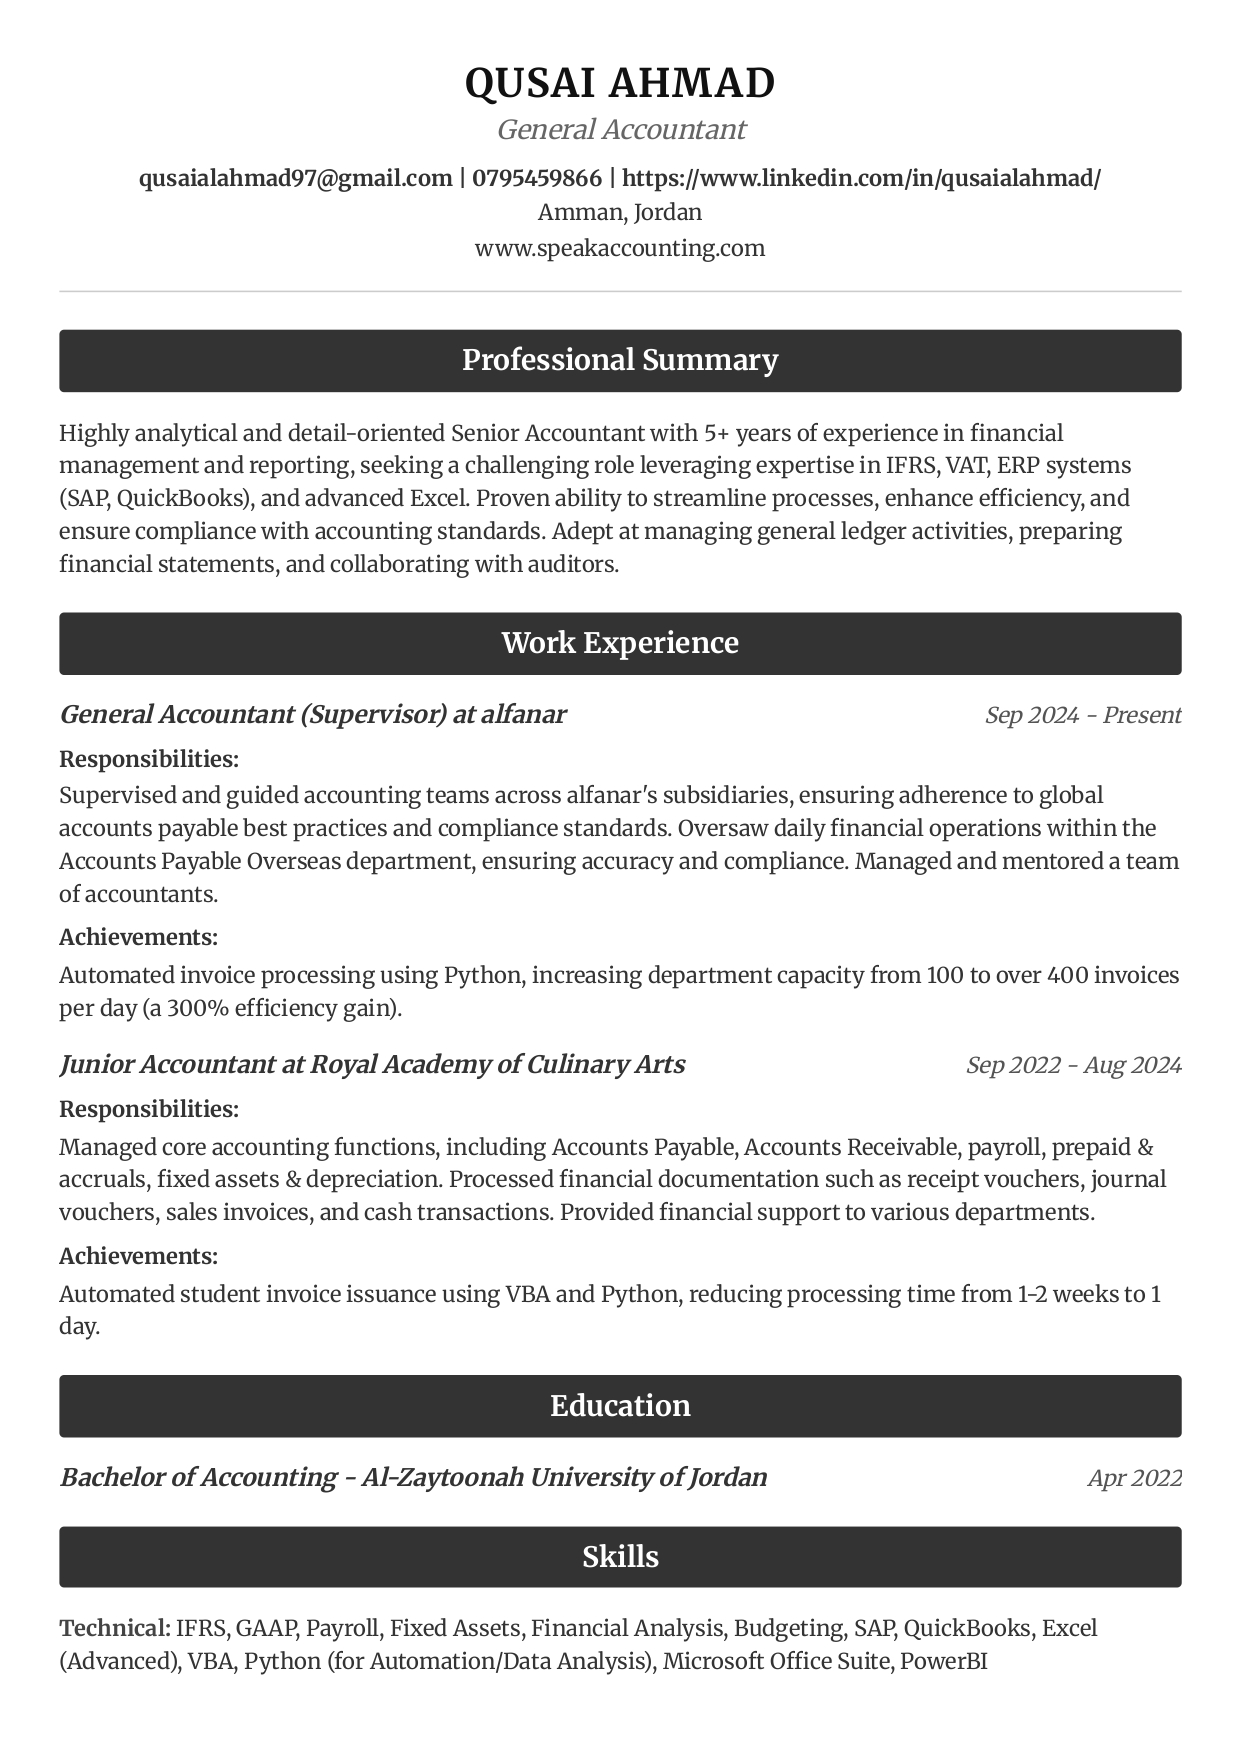 QUSAI AHMAD
General Accountant
qusaialahmad97@gmail.com | 0795459866 | https://www.linkedin.com/in/qusaialahmad/
Amman, Jordan
www.speakaccounting.com
Professional Summary
Highly analytical and detail-oriented Senior Accountant with 5+ years of experience in financial
management and reporting, seeking a challenging role leveraging expertise in IFRS, VAT, ERP systems
(SAP, QuickBooks), and advanced Excel. Proven ability to streamline processes, enhance efficiency, and
ensure compliance with accounting standards. Adept at managing general ledger activities, preparing
financial statements, and collaborating with auditors.
Work Experience
General Accountant (Supervisor) at alfanar Sep 2024 - Present
Responsibilities:
Supervised and guided accounting teams across alfanar's subsidiaries, ensuring adherence to global
accounts payable best practices and compliance standards. Oversaw daily financial operations within the
Accounts Payable Overseas department, ensuring accuracy and compliance. Managed and mentored a team
of accountants.
Achievements:
Automated invoice processing using Python, increasing department capacity from 100 to over 400 invoices
per day (a 300% efficiency gain).
Junior Accountant at Royal Academy of Culinary Arts Sep 2022 - Aug 2024
Responsibilities:
Managed core accounting functions, including Accounts Payable, Accounts Receivable, payroll, prepaid &
accruals, fixed assets & depreciation. Processed financial documentation such as receipt vouchers, journal
vouchers, sales invoices, and cash transactions. Provided financial support to various departments.
Achievements:
Automated student invoice issuance using VBA and Python, reducing processing time from 1-2 weeks to 1
day.
Education
Bachelor of Accounting - Al-Zaytoonah University of Jordan Apr 2022
Skills
Technical: IFRS, GAAP, Payroll, Fixed Assets, Financial Analysis, Budgeting, SAP, QuickBooks, Excel
(Advanced), VBA, Python (for Automation/Data Analysis), Microsoft Office Suite, PowerBI